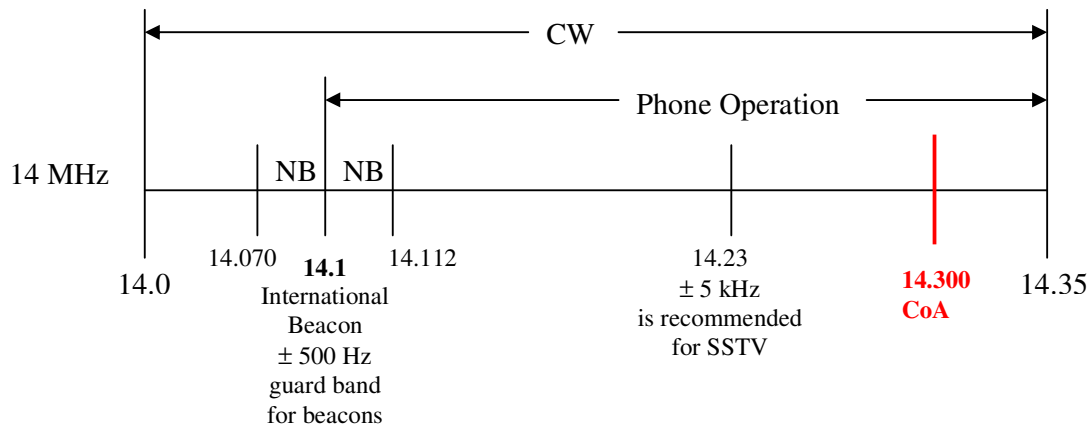 CW
Phone Operation
14 MHz
NB
NB
14.0
14.070
14.1
International
Beacon
± 500 Hz
guard band
for beacons
14.112
14.23
± 5 kHz
is recommended
for SSTV
14.300
CoA
14.35